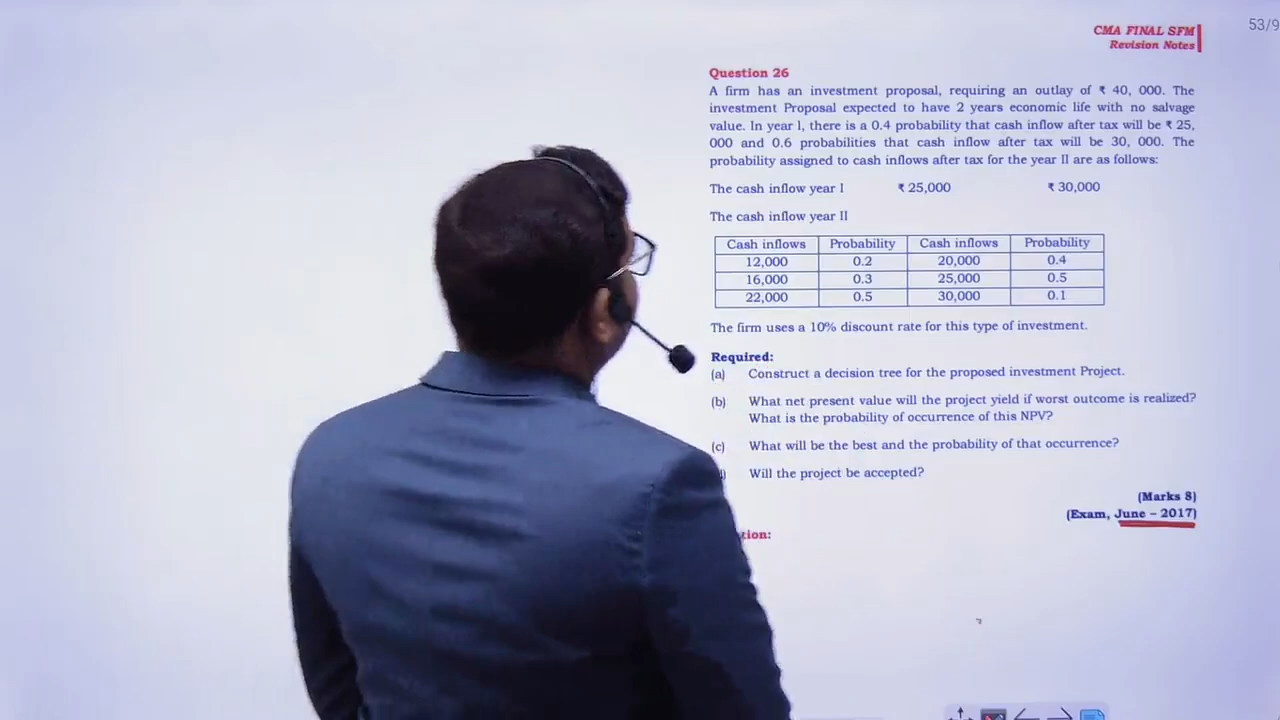 CMA FINAL SFM
Revision Notes
53/9
Question 26
A firm has an investment proposal, requiring an outlay of ₹ 40, 000. The
investment Proposal expected to have 2 years economic life with no salvage
value. In year I, there is a 0.4 probability that cash inflow after tax will be ₹ 25,
000 and 0.6 probabilities that cash inflow after tax will be 30, 000. The
probability assigned to cash inflows after tax for the year II are as follows:
The cash inflow year I ₹ 25,000 ₹ 30,000
The cash inflow year II
Cash inflows Probability Cash inflows Probability
12,000 0.2 20,000 0.4
16,000 0.3 25,000 0.5
22,000 0.5 30,000 0.1
The firm uses a 10% discount rate for this type of investment.
Required:
(a) Construct a decision tree for the proposed investment Project.
(b) What net present value will the project yield if worst outcome is realized?
What is the probability of occurrence of this NPV?
(c) What will be the best and the probability of that occurrence?
) Will the project be accepted?
(Marks 8)
(Exam, June – 2017)
tion: